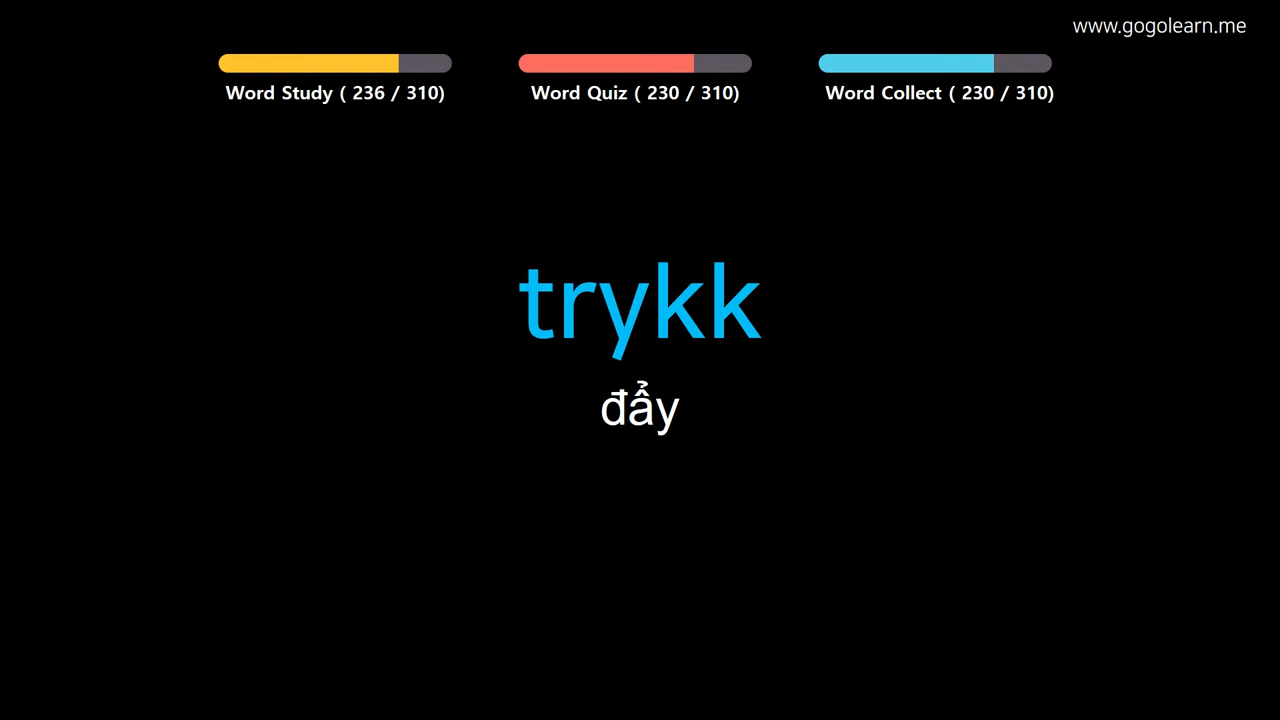 www.gogolearn.me
Word Study ( 236 / 310)
Word Quiz ( 230 / 310)
Word Collect ( 230 / 310)
trykk
đẩy